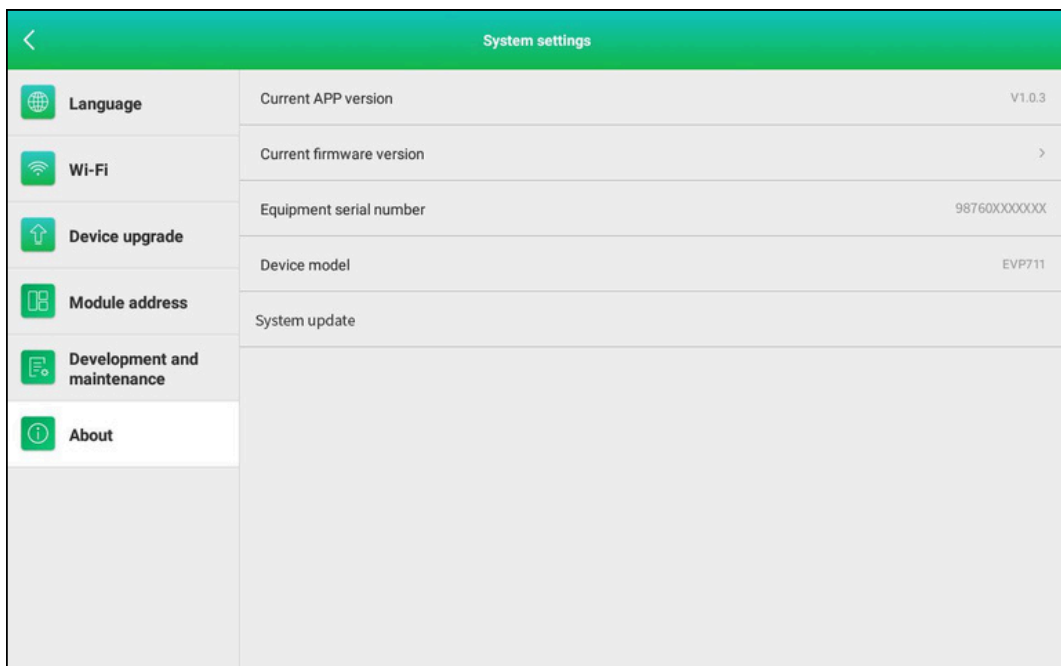 System settings
Language
Wi-Fi
Device upgrade
Module address
Development and
maintenance
About
Current APP version V1.0.3
Current firmware version
Equipment serial number 98760XXXXXXX
Device model EVP711
System update